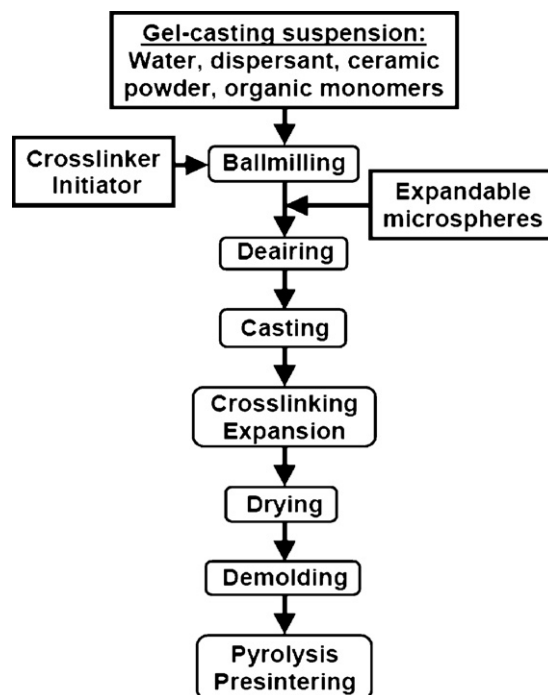 Gel-casting suspension:
Water, dispersant, ceramic
powder, organic monomers
Crosslinker
Initiator
Ballmilling
Expandable
microspheres
Deairing
Casting
Crosslinking
Expansion
Drying
Demolding
Pyrolysis
Presintering